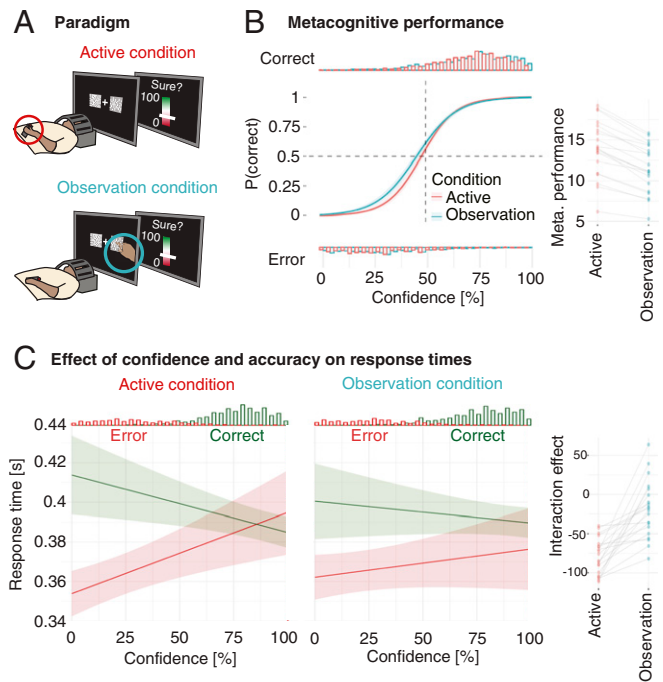 A Paradigm
Active condition
Sure?
100
0
Observation condition
Sure?
100
0
B Metacognitive performance
Correct
1
0.75
0.5
0.25
0
P(correct)
Condition
Active
Observation
Error
0 25 50 75 100
Confidence [%]
Meta. performance
15
10
5
Active
Observation
C Effect of confidence and accuracy on response times
Active condition
Observation condition
Error Correct
Error Correct
0.44
0.42
0.4
0.38
0.36
0.34
Response time [s]
0 25 50 75 100
Confidence [%]
0 25 50 75 100
Confidence [%]
Interaction effect
50
0
-50
-100
Active
Observation